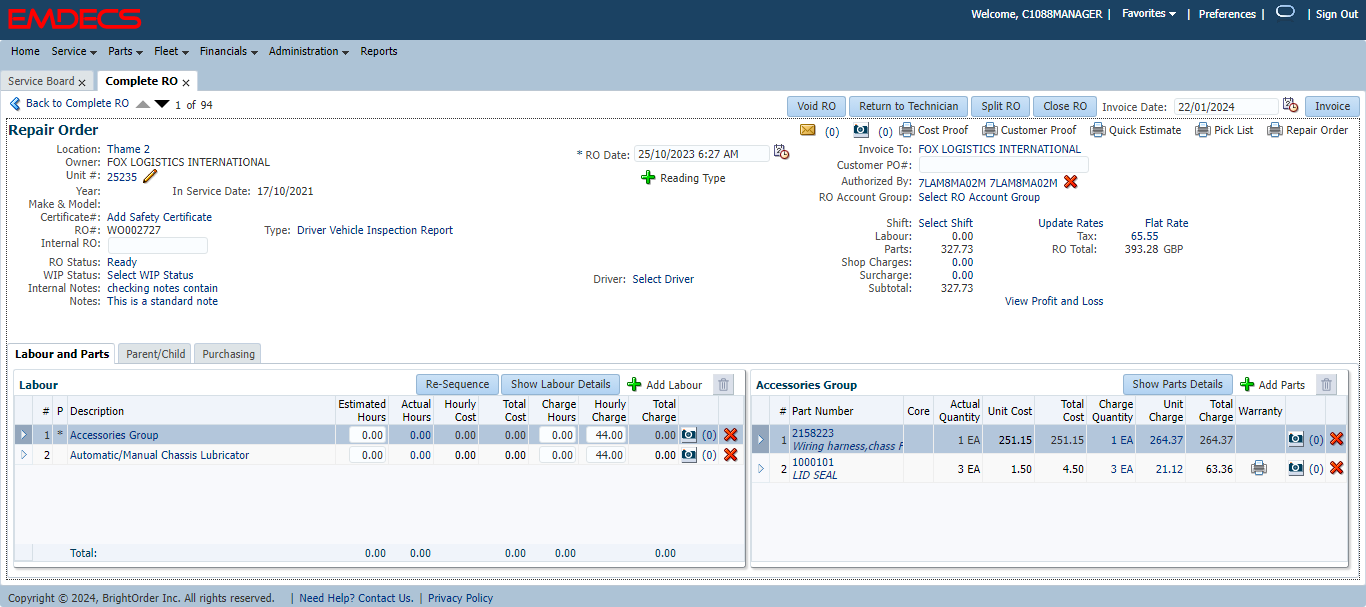 EMDECS
Welcome, C1088MANAGER | Favorites | Preferences | | Sign Out
Home Service Parts Fleet Financials Administration Reports
Service Board x Complete RO x
Back to Complete RO 1 of 94 Void RO Return to Technician Split RO Close RO Invoice Date: 22/01/2024 Invoice
Repair Order (0) (0) Cost Proof Customer Proof Quick Estimate Pick List Repair Order
Location: Thame 2
Owner: FOX LOGISTICS INTERNATIONAL
Unit #: 25235
Year: In Service Date: 17/10/2021
Make & Model:
Certificate#: Add Safety Certificate
RO#: WO002727 Type: Driver Vehicle Inspection Report
Internal RO:
RO Status: Ready
WIP Status: Select WIP Status
Internal Notes: checking notes contain
Notes: This is a standard note
* RO Date: 25/10/2023 6:27 AM
Reading Type
Driver: Select Driver
Invoice To: FOX LOGISTICS INTERNATIONAL
Customer PO#:
Authorized By: 7LAM8MA02M 7LAM8MA02M
RO Account Group: Select RO Account Group
Shift: Select Shift Update Rates Flat Rate
Labour: 0.00 Tax: 65.55
Parts: 327.73 RO Total: 393.28 GBP
Shop Charges: 0.00
Surcharge: 0.00
Subtotal: 327.73
View Profit and Loss
Labour and Parts Parent/Child Purchasing
Labour Re-Sequence Show Labour Details Add Labour
# P Description Estimated Hours Actual Hours Hourly Cost Total Cost Charge Hours Hourly Charge Total Charge
1 * Accessories Group 0.00 0.00 0.00 0.00 0.00 44.00 0.00 (0)
2 Automatic/Manual Chassis Lubricator 0.00 0.00 0.00 0.00 0.00 44.00 0.00 (0)
Total: 0.00 0.00 0.00 0.00 0.00
Accessories Group Show Parts Details Add Parts
# Part Number Core Actual Quantity Unit Cost Total Cost Charge Quantity Unit Charge Total Charge Warranty
1 2158223 1 EA 251.15 251.15 1 EA 264.37 264.37 (0)
Wiring harness,chass F
2 1000101 3 EA 1.50 4.50 3 EA 21.12 63.36 (0)
LID SEAL
Copyright © 2024, BrightOrder Inc. All rights reserved. | Need Help? Contact Us. | Privacy Policy